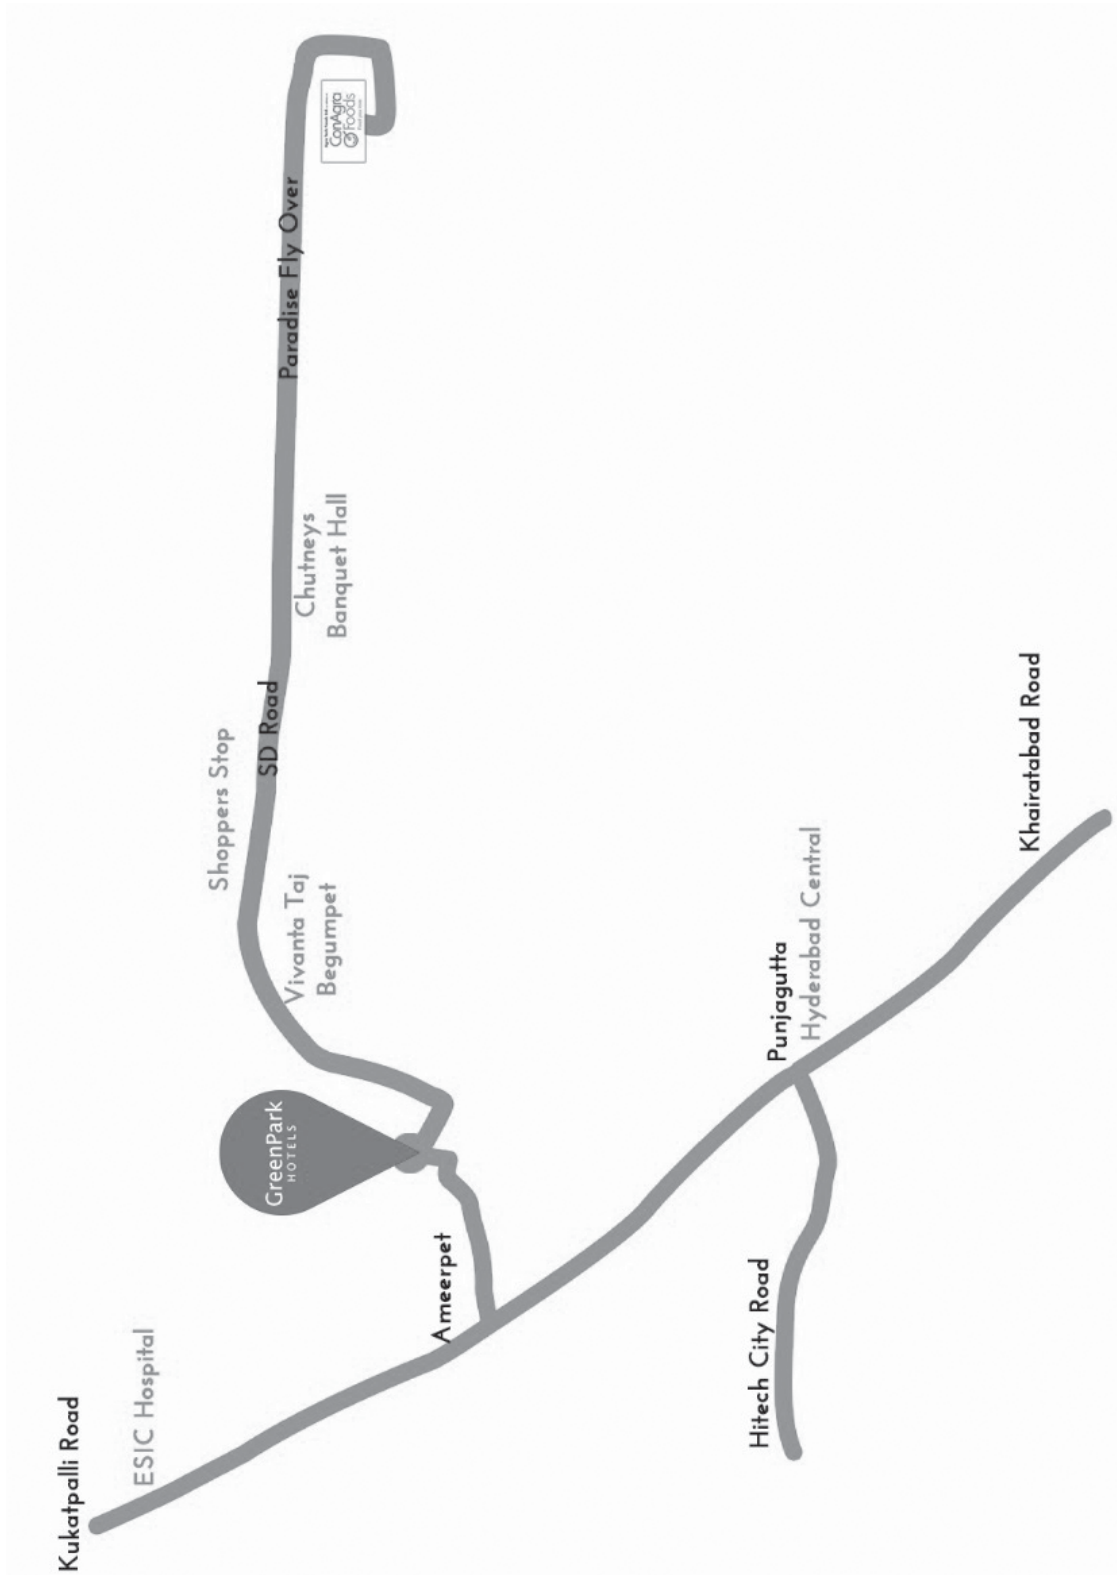 Kukatpalli Road
ESIC Hospital
Ameerpet
GreenPark
HOTELS
Vivanta Taj
Begumpet
Shoppers Stop
SD Road
Chutneys
Banquet Hall
Paradise Fly Over
ConAgra
Foods
Hitech City Road
Punjagutta
Hyderabad Central
Khairatabad Road